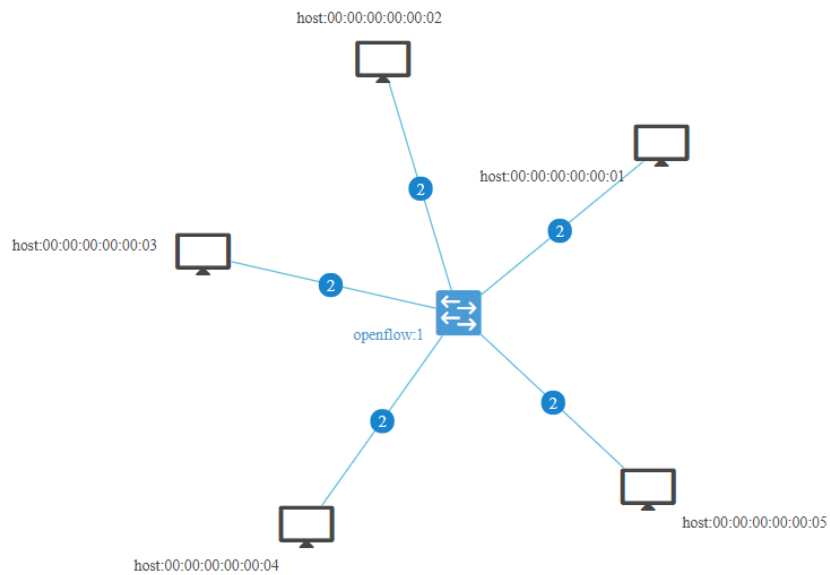 host:00:00:00:00:00:02
host:00:00:00:00:00:01
2
2
host:00:00:00:00:00:03
2
openflow:1
2
2
host:00:00:00:00:00:05
host:00:00:00:00:00:04